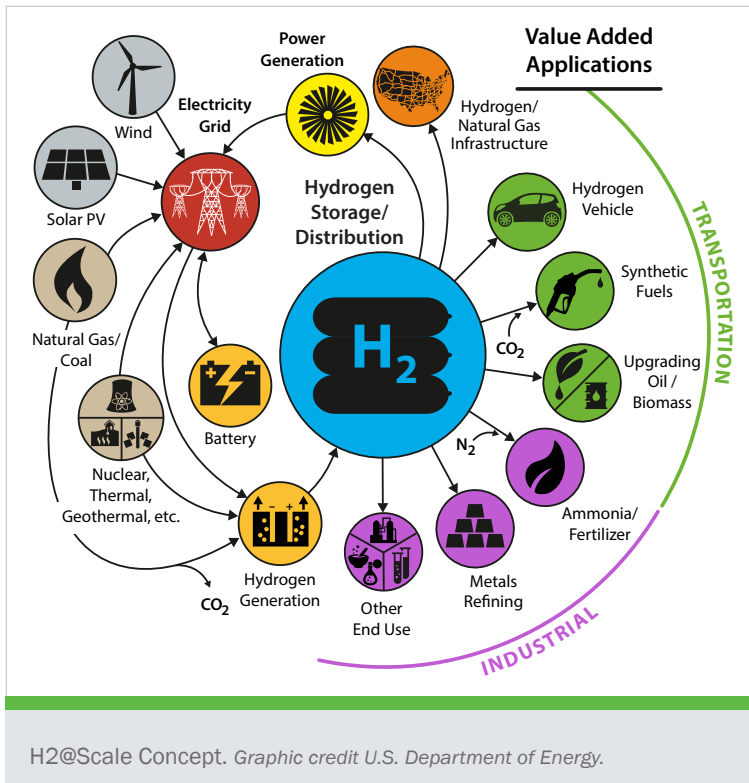 Value Added
Applications
Power
Generation
Electricity
Grid
Wind
Hydrogen/
Natural Gas
Infrastructure
Solar PV
Hydrogen
Storage/
Distribution
Hydrogen
Vehicle
TRANSPORTATION
Natural Gas/
Coal
H2
Synthetic
Fuels
CO2
Battery
Upgrading
Oil /
Biomass
Nuclear,
Thermal,
Geothermal, etc.
N2
Ammonia/
Fertilizer
Hydrogen
Generation
CO2
Other
End Use
Metals
Refining
INDUSTRIAL
- +
+ -
H2@Scale Concept. Graphic credit U.S. Department of Energy.